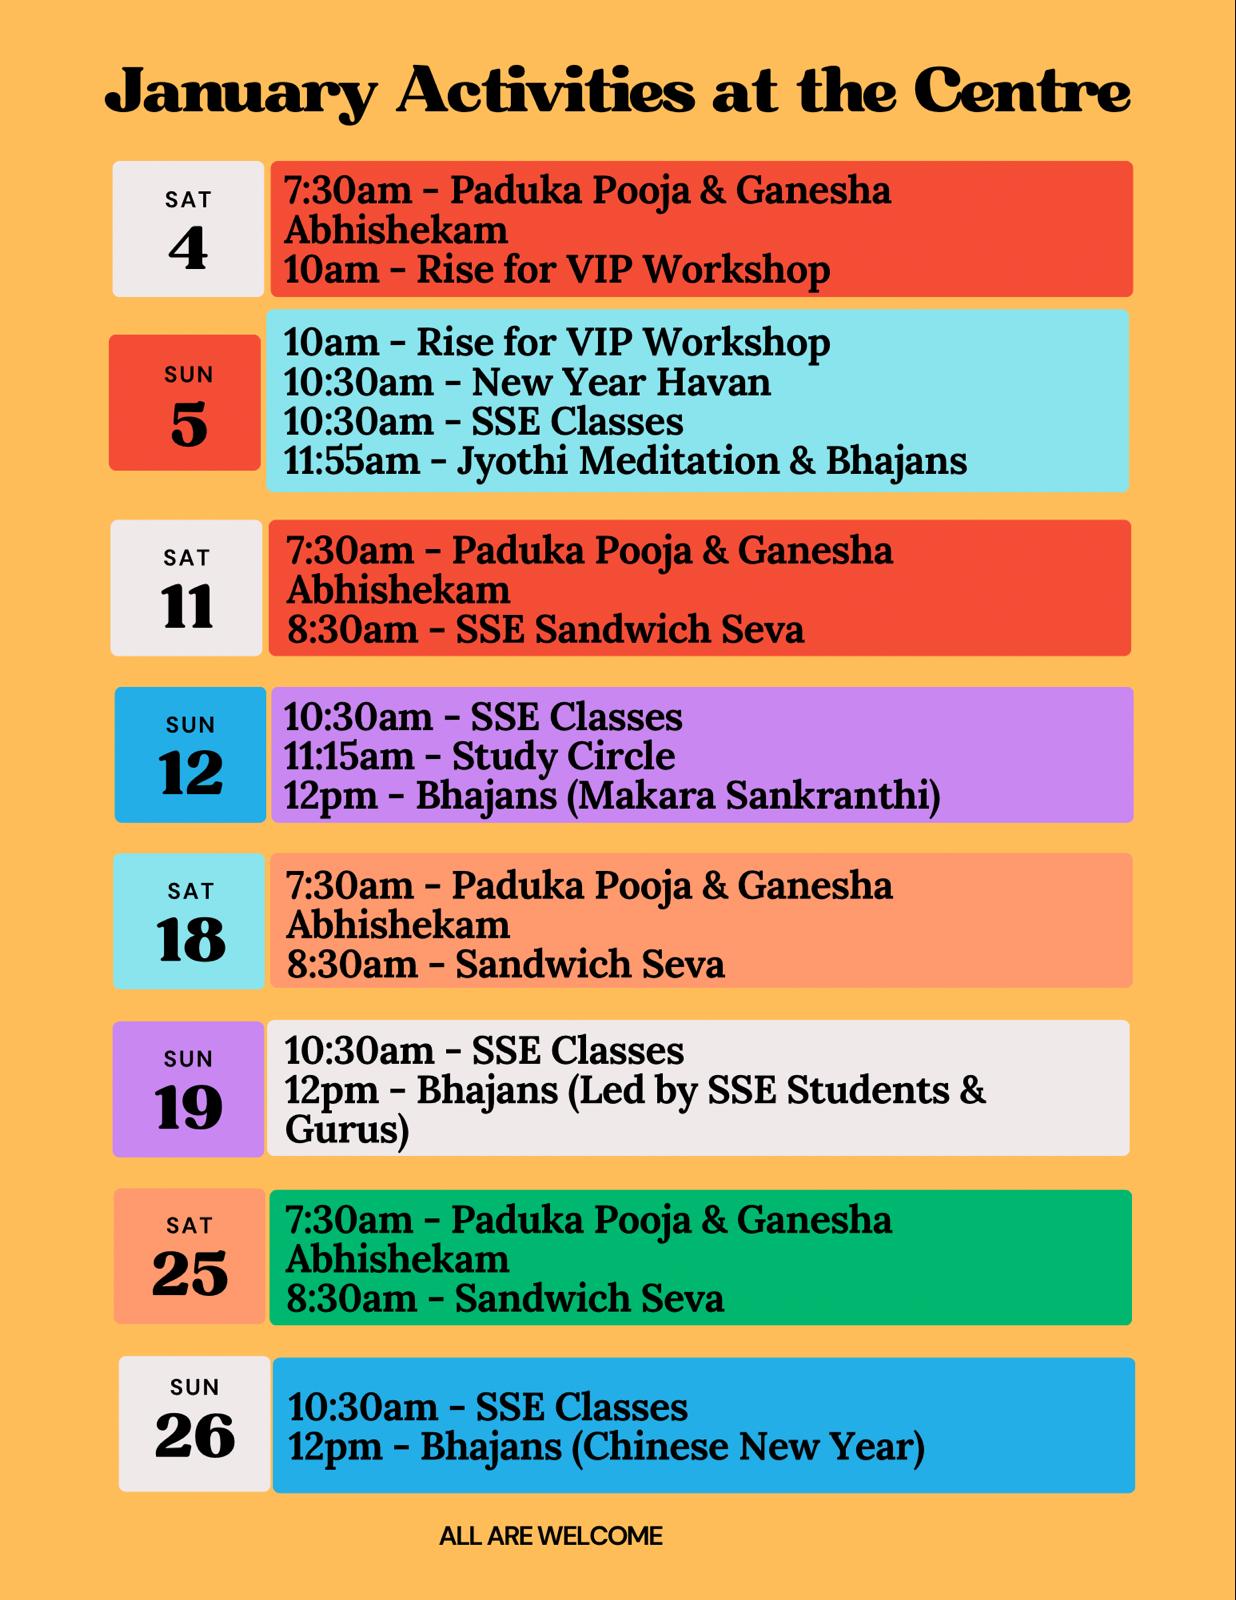 January Activities at the Centre
SAT
4
7:30am - Paduka Pooja & Ganesha
Abhishekam
10am - Rise for VIP Workshop
SUN
5
10am - Rise for VIP Workshop
10:30am - New Year Havan
10:30am - SSE Classes
11:55am - Jyothi Meditation & Bhajans
SAT
11
7:30am - Paduka Pooja & Ganesha
Abhishekam
8:30am - SSE Sandwich Seva
SUN
12
10:30am - SSE Classes
11:15am - Study Circle
12pm - Bhajans (Makara Sankranthi)
SAT
18
7:30am - Paduka Pooja & Ganesha
Abhishekam
8:30am - Sandwich Seva
SUN
19
10:30am - SSE Classes
12pm - Bhajans (Led by SSE Students &
Gurus)
SAT
25
7:30am - Paduka Pooja & Ganesha
Abhishekam
8:30am - Sandwich Seva
SUN
26
10:30am - SSE Classes
12pm - Bhajans (Chinese New Year)
ALL ARE WELCOME